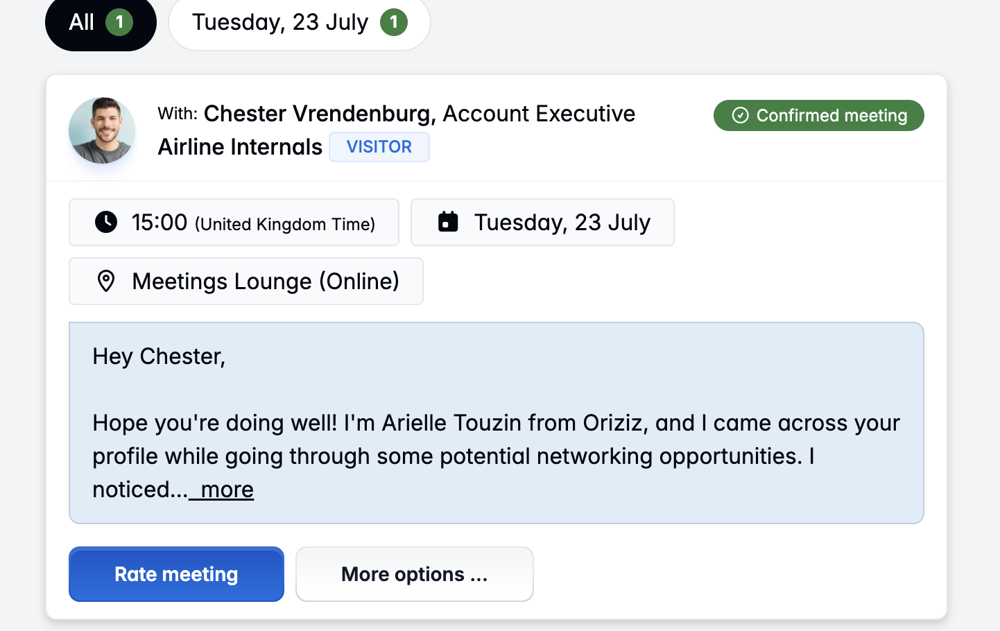 All 1
Tuesday, 23 July 1
With: Chester Vrendenburg, Account Executive
Confirmed meeting
Airline Internals VISITOR
15:00 (United Kingdom Time)
Tuesday, 23 July
Meetings Lounge (Online)
Hey Chester,
Hope you're doing well! I'm Arielle Touzin from Oriziz, and I came across your
profile while going through some potential networking opportunities. I
noticed... more
Rate meeting
More options ...